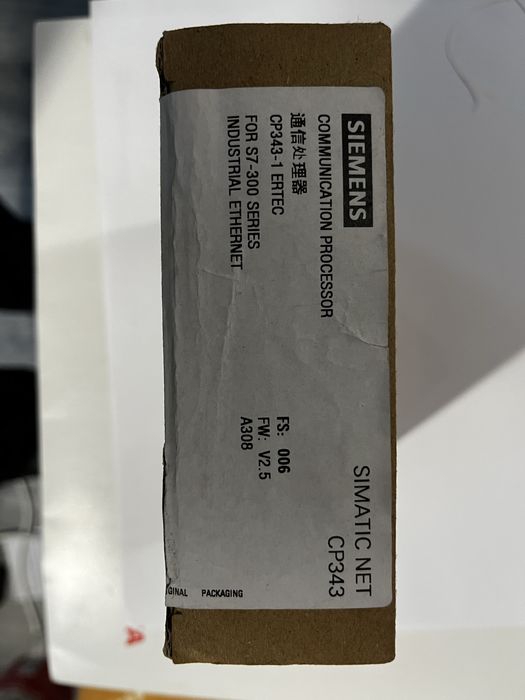 SIEMENS
SIMATIC NET
COMMUNICATION PROCESSOR
CP343
通信处理器
CP343-1 ERTEC
FS: 006
FOR S7-300 SERIES
FW: V2.5
INDUSTRIAL ETHERNET
A308
GINAL PACKAGING
A